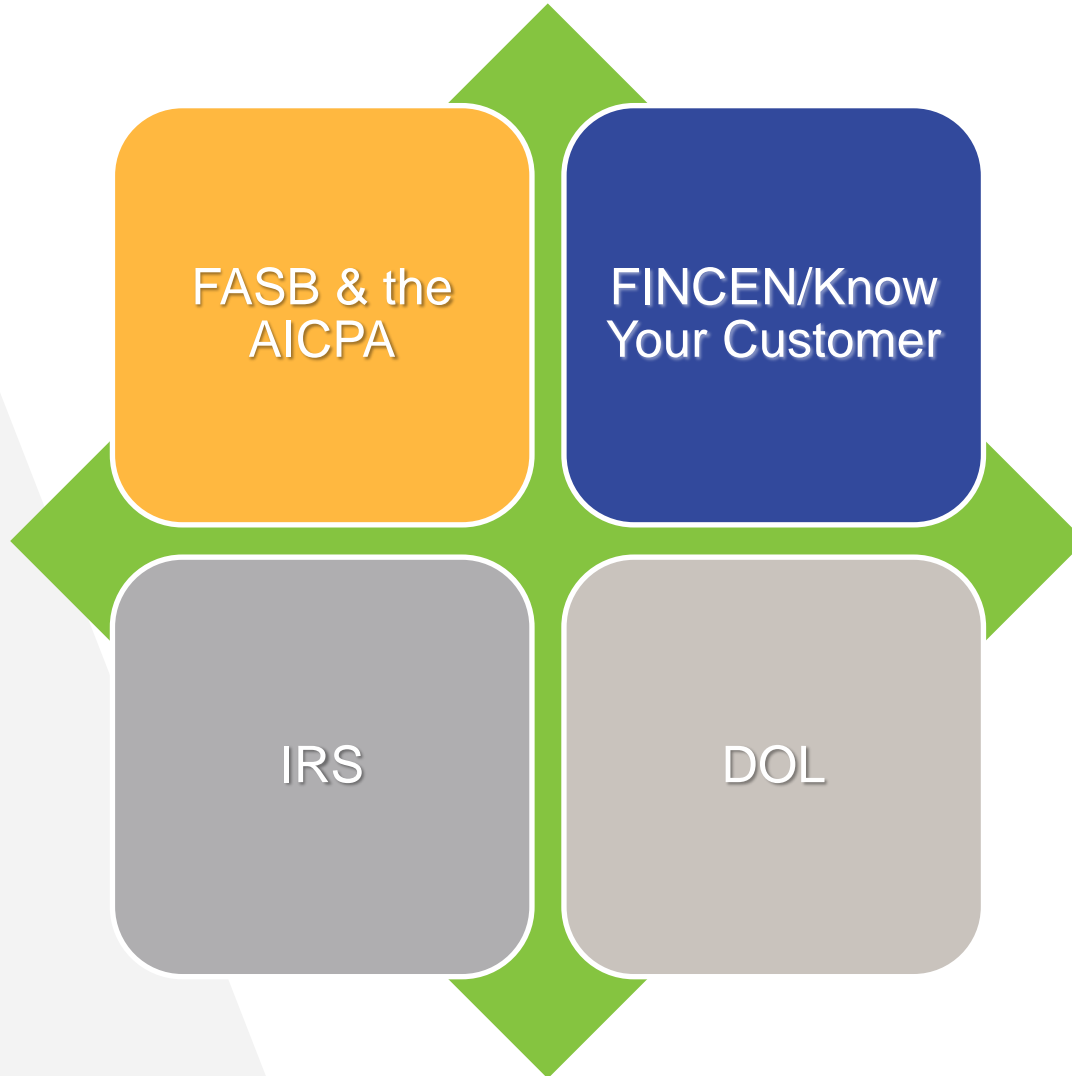 FASB & the
AICPA
FINCEN/Know
Your Customer
IRS
DOL